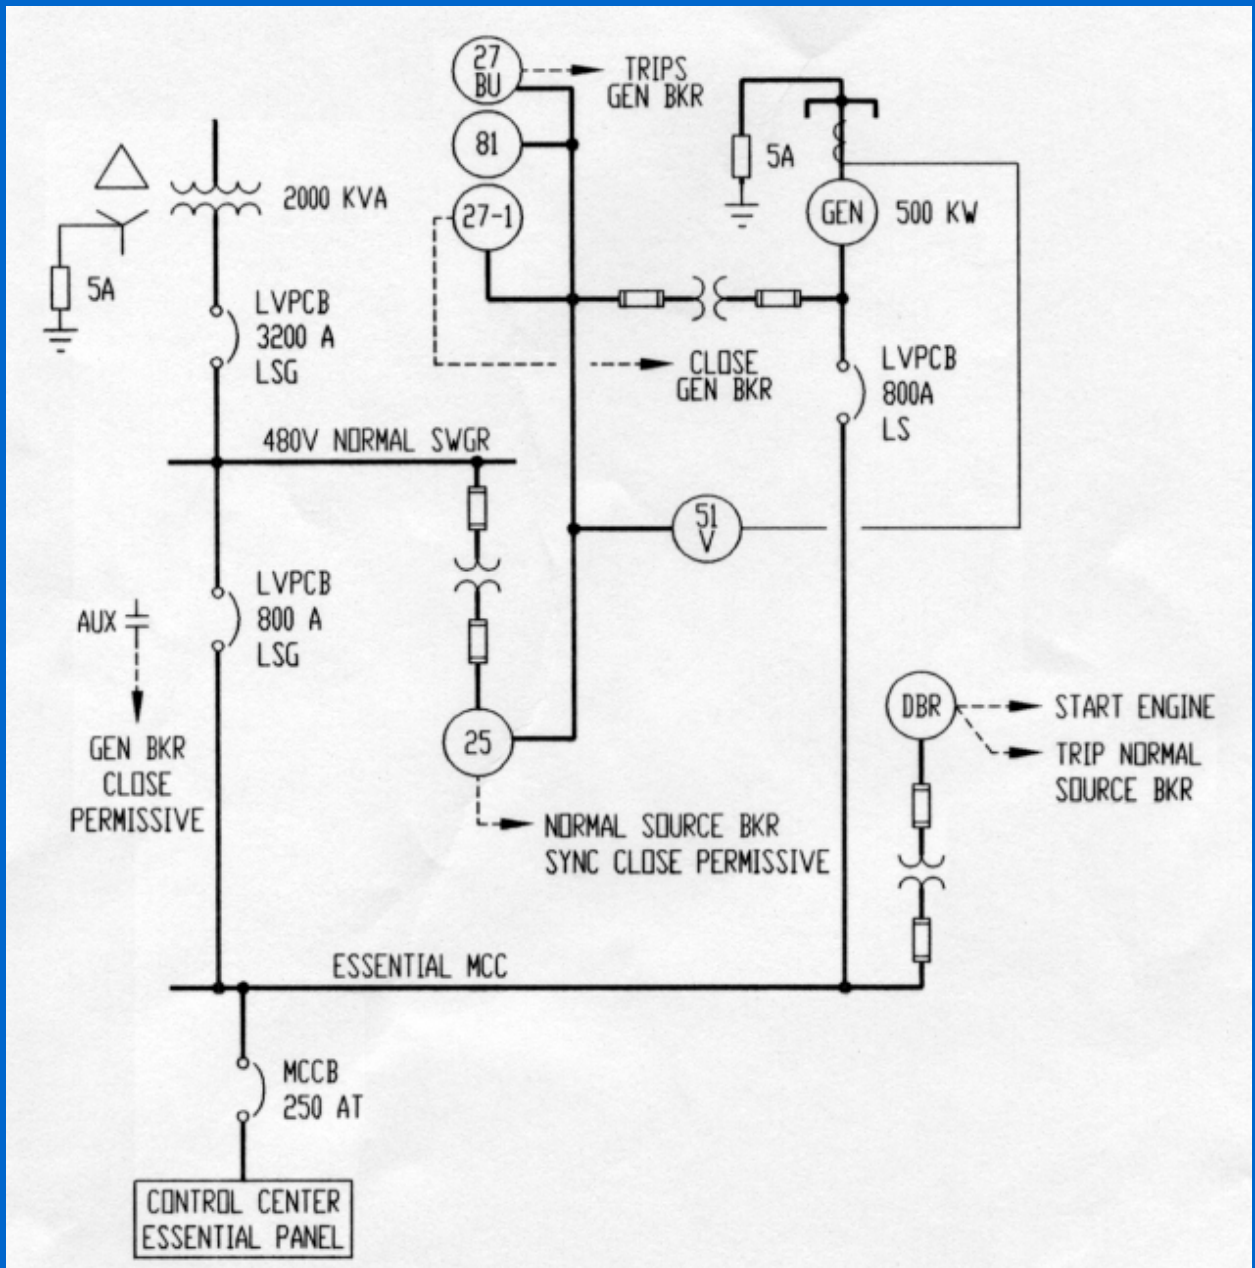 27
BU
TRIPS
GEN BKR
81
5A
2000 KVA
27-1
GEN
500 KW
5A
LVPCB
3200 A
LSG
CLOSE
GEN BKR
LVPCB
800A
LS
480V NORMAL SWGR
51
V
LVPCB
800 A
LSG
AUX
GEN BKR
CLOSE
PERMISSIVE
25
NORMAL SOURCE BKR
SYNC CLOSE PERMISSIVE
DBR
START ENGINE
TRIP NORMAL
SOURCE BKR
ESSENTIAL MCC
MCCB
250 AT
CONTROL CENTER
ESSENTIAL PANEL